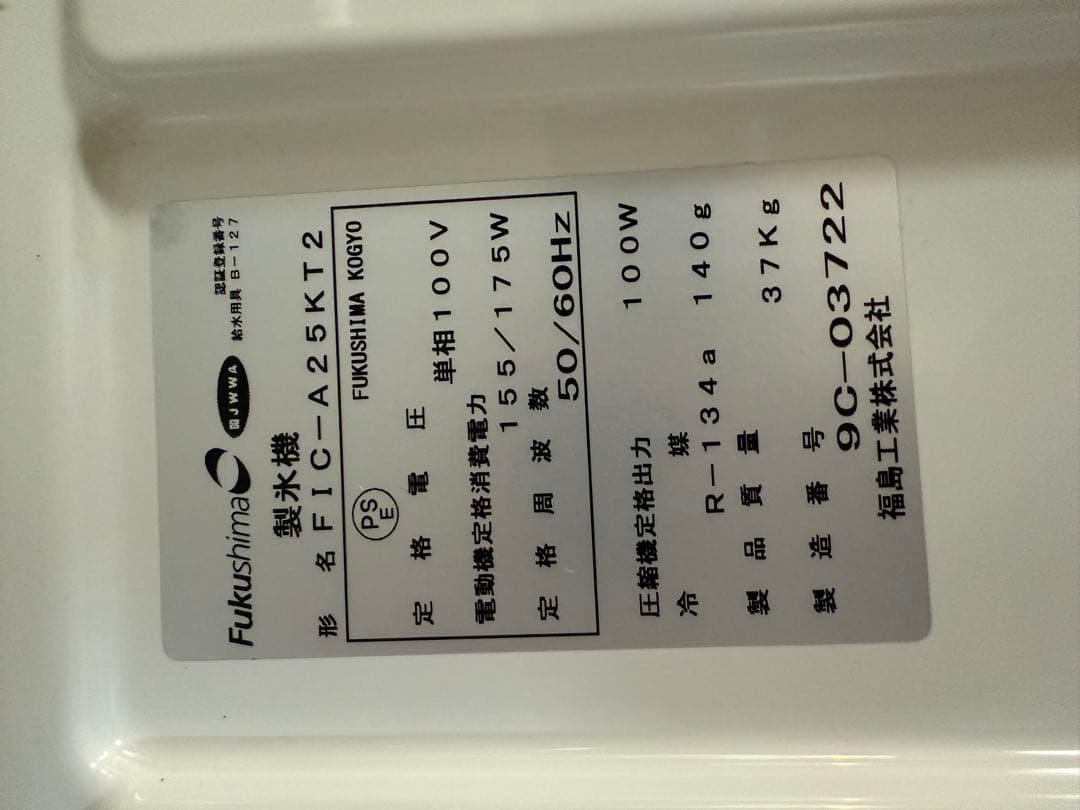 Fukushima
JWWA
認証登録番号
給水用具 B-127
製氷機
形名 FIC-A25KT2
PSE
FUKUSHIMA KOGYO
定格電圧 単相100V
電動機定格消費電力
155/175W
定格周波数
50/60Hz
圧縮機定格出力 100W
冷媒
R-134a 140g
製品質量 37Kg
製造番号
9C-03722
福島工業株式会社